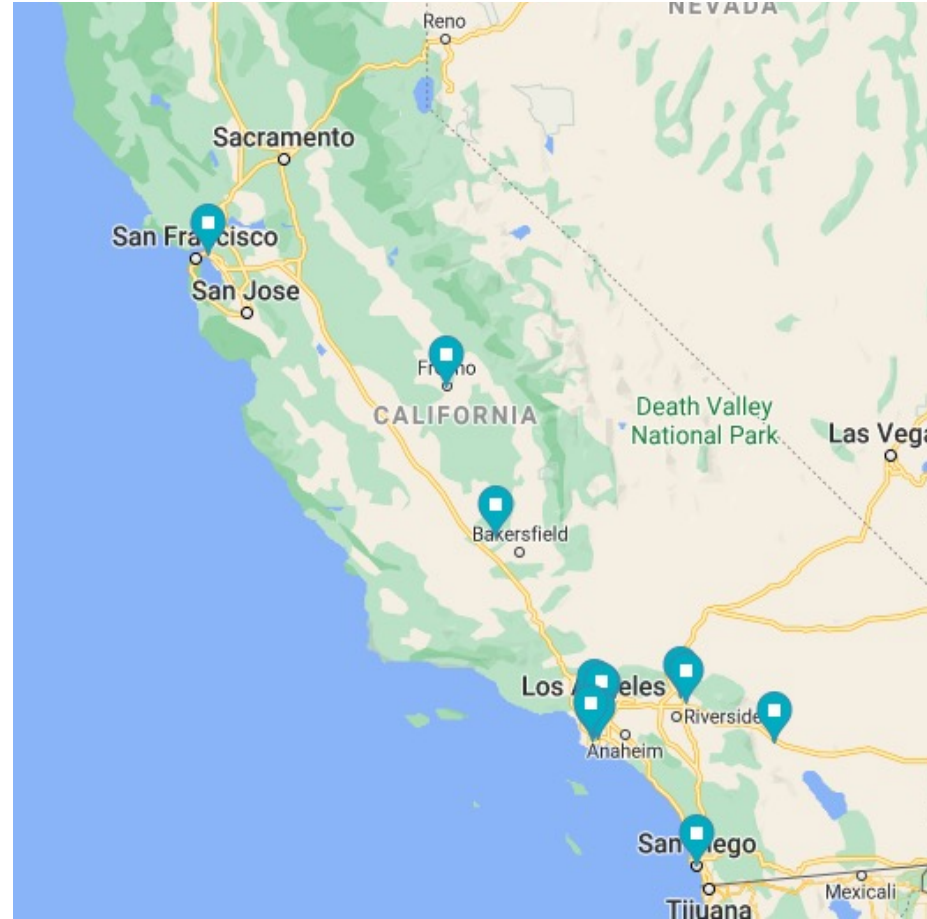 NEVADA
Reno
Sacramento
San Francisco
San Jose
Fresno
CALIFORNIA
Death Valley
National Park
Las Vega
Bakersfield
Los Angeles
Riverside
Anaheim
San Diego
Mexicali
Tijuana